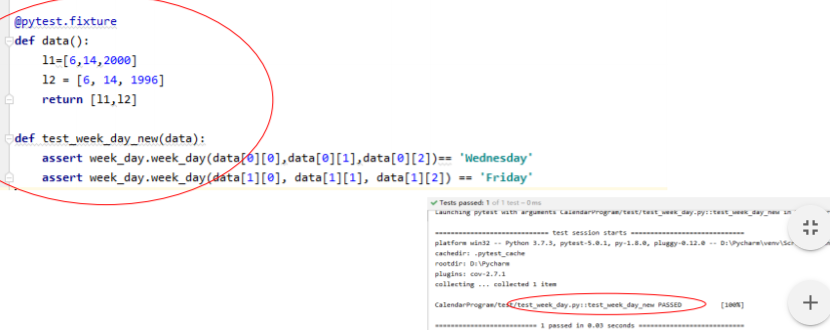 @pytest.fixture
def data():
l1=[6,14,2000]
l2 = [6, 14, 1996]
return [l1,l2]
def test_week_day_new(data):
assert week_day.week_day(data[0][0],data[0][1],data[0][2])== 'Wednesday'
assert week_day.week_day(data[1][0], data[1][1], data[1][2]) == 'Friday'
Tests passed: 1 of 1 test – 0 ms
Launching pytest with arguments CalendarProgram/test/test_week_day.py::test_week_day_new in
============================ test session starts ============================
platform win32 -- Python 3.7.3, pytest-5.0.1, py-1.8.0, pluggy-0.12.0 -- D:\Pycharm\venv\Scr
cachedir: .pytest_cache
rootdir: D:\Pycharm
plugins: cov-2.7.1
collecting ... collected 1 item
CalendarProgram/test/test_week_day.py::test_week_day_new PASSED [100%]
========================== 1 passed in 0.03 seconds ===========================